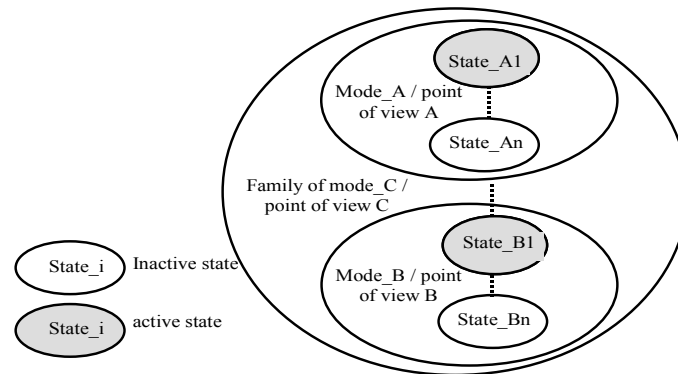 State_A1
Mode_A / point
of view A
State_An
Family of mode_C /
point of view C
State_B1
Mode_B / point
of view B
State_Bn
State_i
Inactive state
State_i
active state